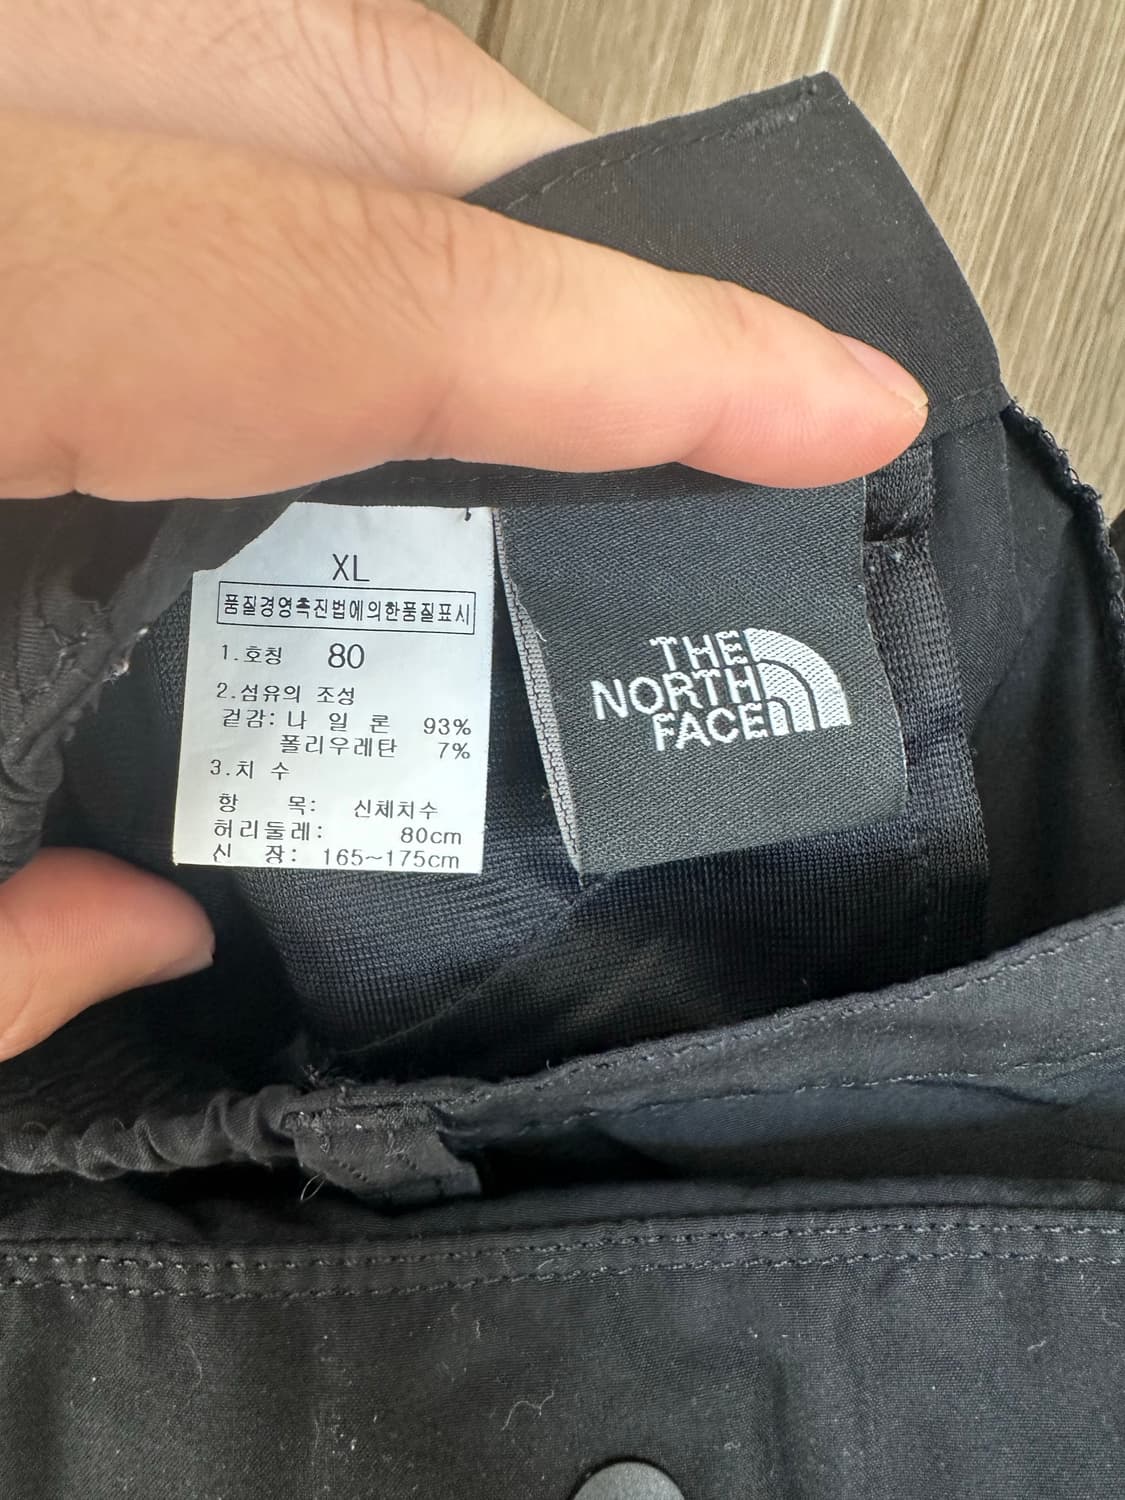 XL
품질경영촉진법에의한품질표시
1.호칭 80
2.섬유의 조성
겉감: 나 일 론 93%
폴리우레탄 7%
3.치 수
항 목: 신체치수
허리둘레: 80cm
신 장: 165~175cm
THE
NORTH
FACE